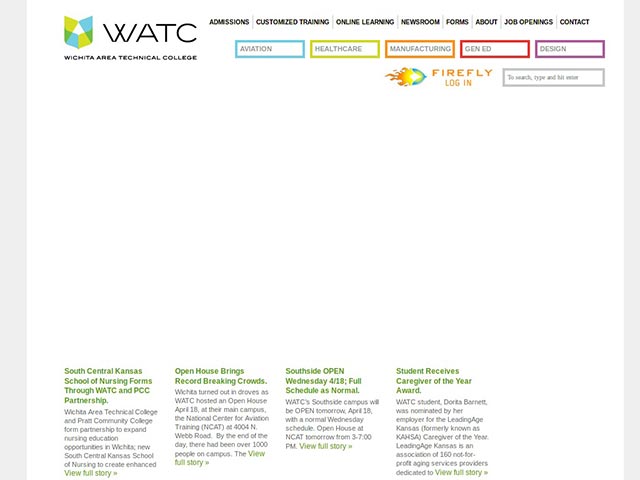 WATC
WICHITA AREA TECHNICAL COLLEGE
ADMISSIONS CUSTOMIZED TRAINING ONLINE LEARNING NEWSROOM FORMS ABOUT JOB OPENINGS CONTACT
AVIATION HEALTHCARE MANUFACTURING GEN ED DESIGN
FIREFLY
LOG IN
To search, type and hit enter
South Central Kansas
School of Nursing Forms
Through WATC and PCC
Partnership.
Wichita Area Technical College
and Pratt Community College
form partnership to expand
nursing education
opportunities in Wichita; new
South Central Kansas School
of Nursing to create enhanced
View full story »
Open House Brings
Record Breaking Crowds.
Wichita turned out in droves as
WATC hosted an Open House
April 18, at their main campus,
the National Center for Aviation
Training (NCAT) at 4004 N.
Webb Road.  By the end of the
day, there had been over 1000
people on campus. The View
full story »
Southside OPEN
Wednesday 4/18; Full
Schedule as Normal.
WATC's Southside campus will
be OPEN tomorrow, April 18,
with a normal Wednesday
schedule. Open House at
NCAT tomorrow from 3-7:00
PM. View full story »
Student Receives
Caregiver of the Year
Award.
WATC student, Dorita Barnett,
was nominated by her
employer for the LeadingAge
Kansas (formerly known as
KAHSA) Caregiver of the Year.
LeadingAge Kansas is an
association of 160 not-for-
profit aging services providers
dedicated to View full story »